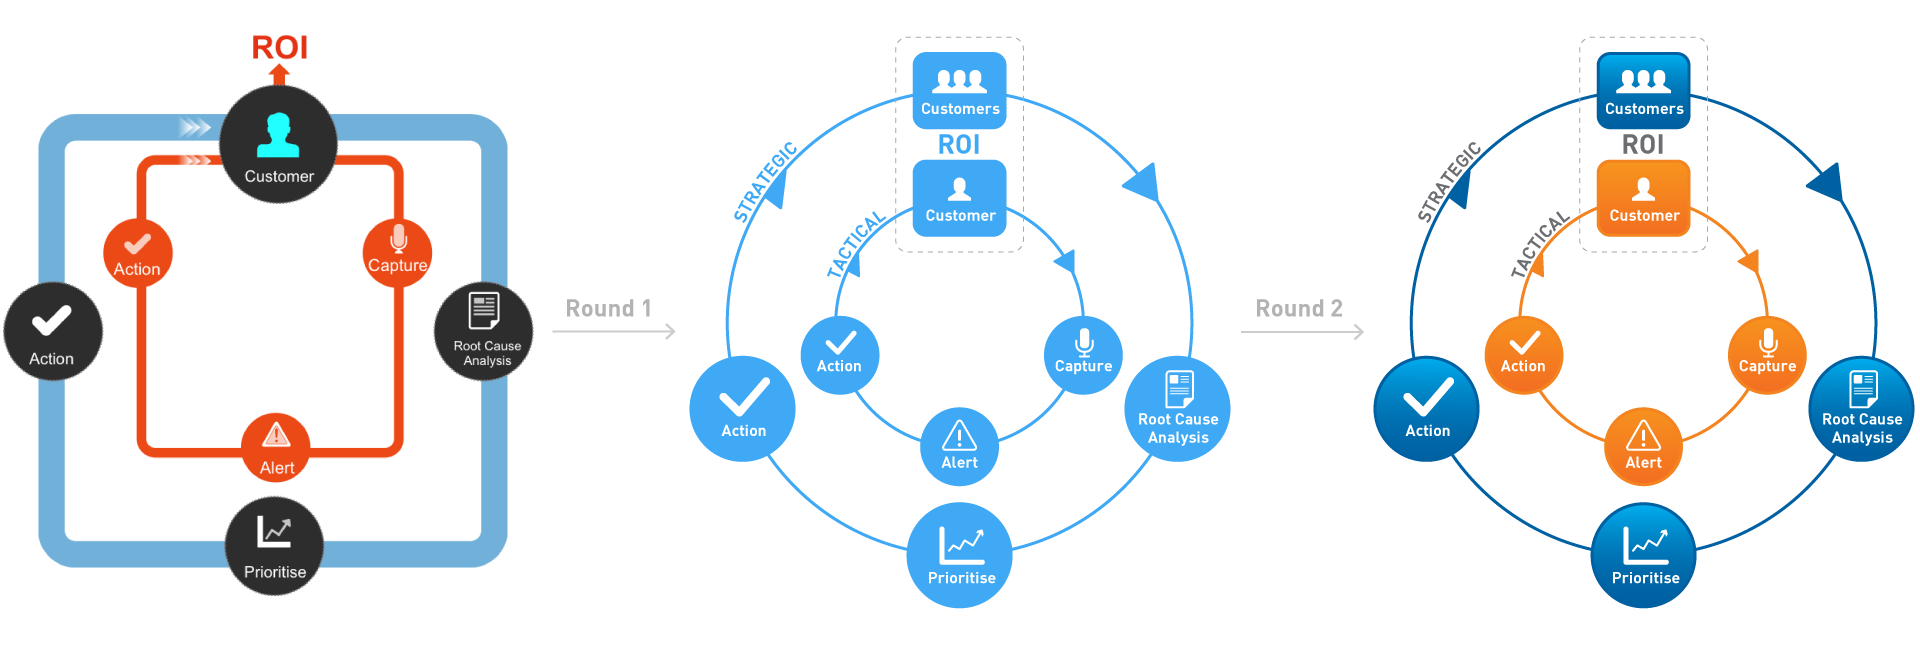 ROI
Customer
Action
Capture
Action
Root Cause
Analysis
Alert
Prioritise
Round 1
Customers
ROI
STRATEGIC
Customer
TACTICAL
Action
Capture
Action
Root Cause
Analysis
Alert
Prioritise
Round 2
Customers
ROI
STRATEGIC
Customer
TACTICAL
Action
Capture
Action
Root Cause
Analysis
Alert
Prioritise